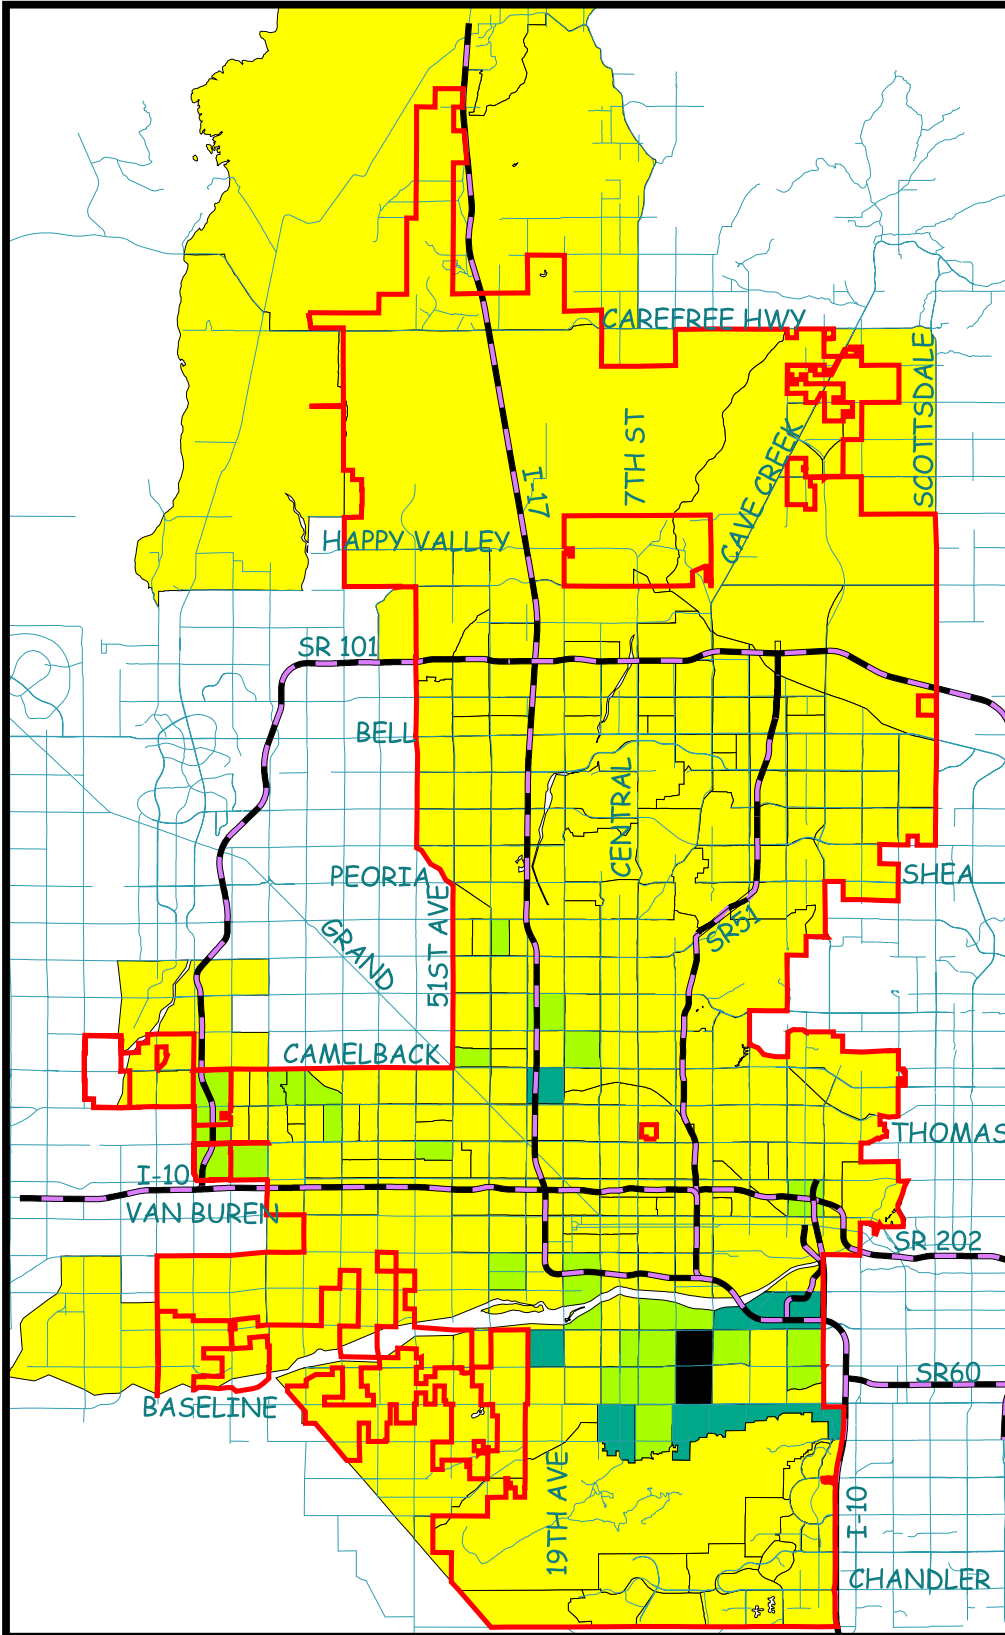 CAREFREE HWY
SCOTTSDALE
7TH ST
CAVE CREEK
I-17
HAPPY VALLEY
SR 101
BELL
CENTRAL
PEORIA
SHEA
51ST AVE
SR51
GRAND
CAMELBACK
THOMAS
I-10
VAN BUREN
SR 202
SR60
BASELINE
19TH AVE
I-10
CHANDLER